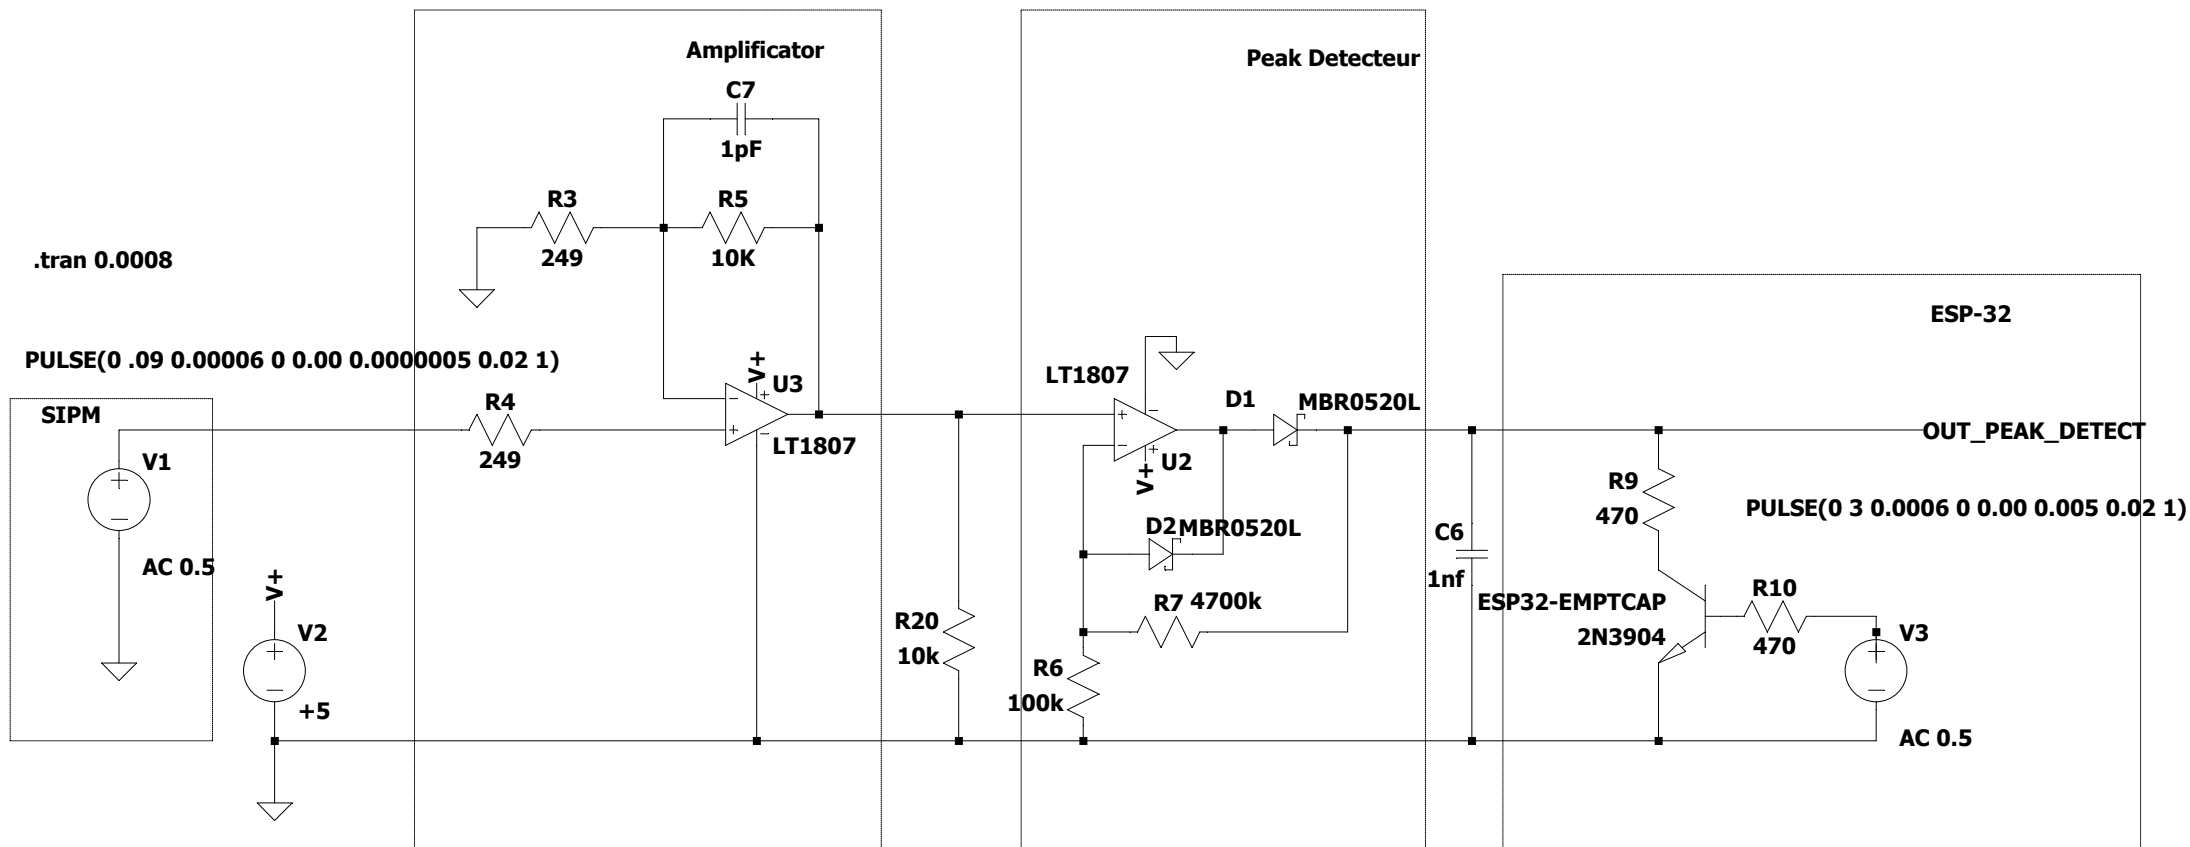 Amplificator
Peak Detecteur
C7
1pF
R3
249
R5
10K
.tran 0.0008
ESP-32
PULSE(0 .09 0.00006 0 0.00 0.0000005 0.02 1)
V+
U3
LT1807
LT1807
D1
MBR0520L
SIPM
R4
249
OUT_PEAK_DETECT
V1
V+
U2
R9
470
PULSE(0 3 0.0006 0 0.00 0.005 0.02 1)
D2
MBR0520L
C6
1nf
AC 0.5
V+
R7
4700k
ESP32-EMPTCAP
2N3904
R10
470
V2
+5
R20
10k
R6
100k
V3
AC 0.5